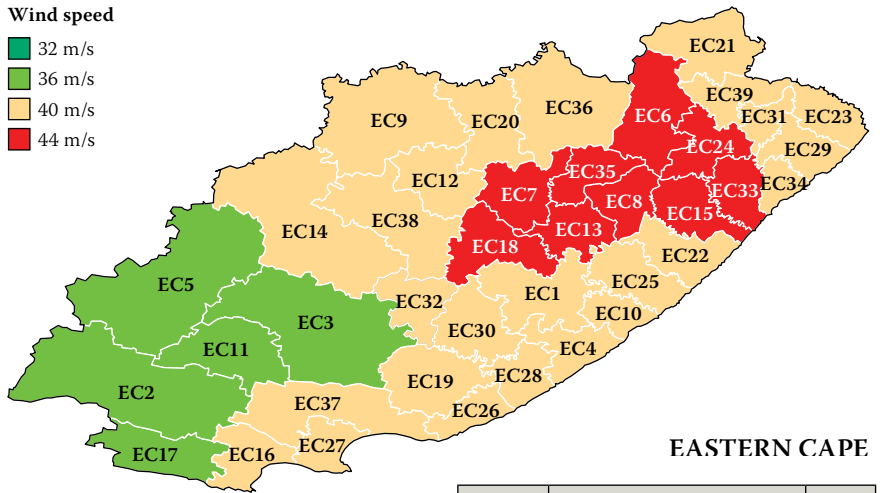 Wind speed
32 m/s
36 m/s
40 m/s
44 m/s
EC21
EC39
EC6
EC31
EC23
EC9
EC20
EC36
EC24
EC29
EC35
EC12
EC7
EC8
EC33
EC34
EC15
EC38
EC14
EC13
EC18
EC22
EC5
EC25
EC1
EC32
EC3
EC10
EC30
EC11
EC4
EC28
EC19
EC2
EC37
EC26
EC27
EC17
EC16
EASTERN CAPE